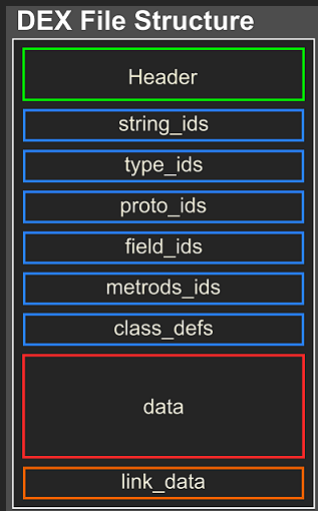 DEX File Structure
Header
string_ids
type_ids
proto_ids
field_ids
metrods_ids
class_defs
data
link_data